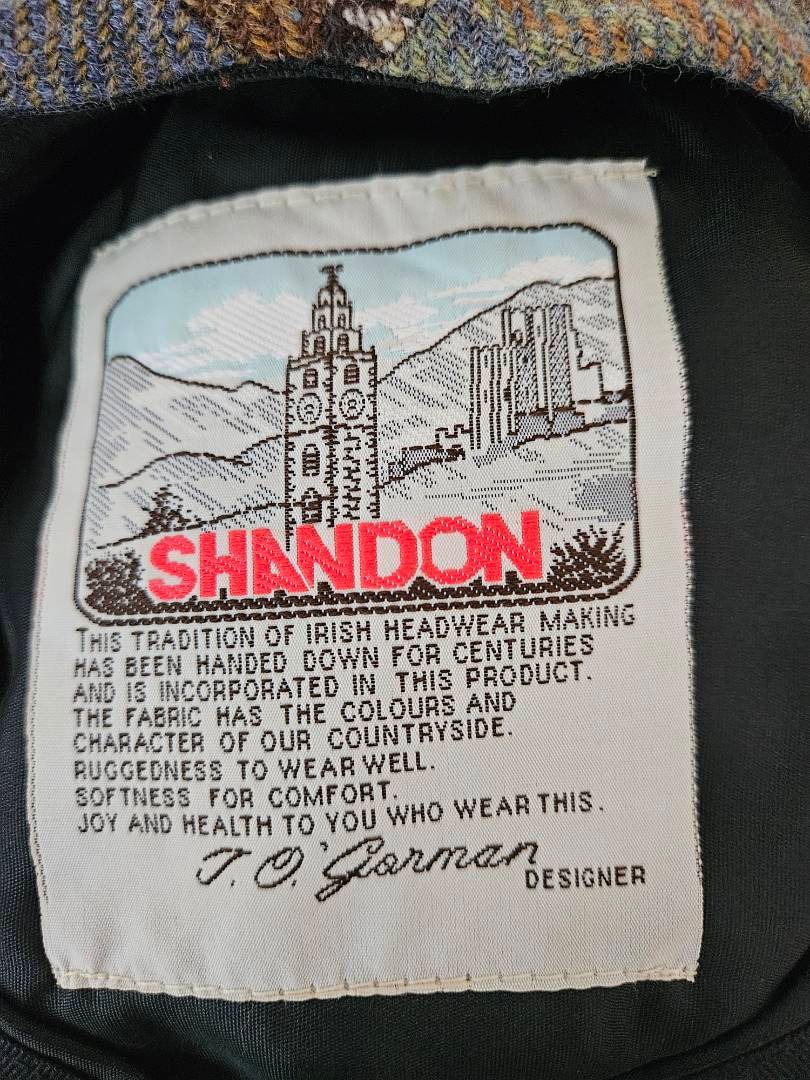 SHANDON
THIS TRADITION OF IRISH HEADWEAR MAKING
HAS BEEN HANDED DOWN FOR CENTURIES
AND IS INCORPORATED IN THIS PRODUCT.
THE FABRIC HAS THE COLOURS AND
CHARACTER OF OUR COUNTRYSIDE.
RUGGEDNESS TO WEAR WELL.
SOFTNESS FOR COMFORT.
JOY AND HEALTH TO YOU WHO WEAR THIS.
J. O.'Gorman
DESIGNER